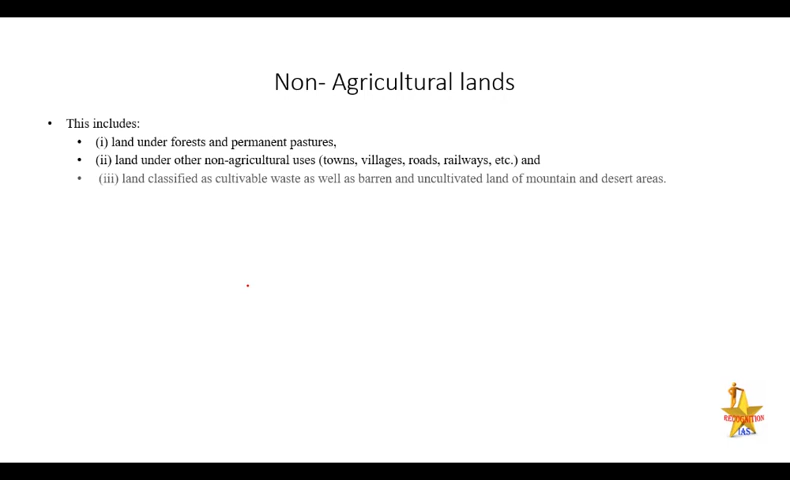 Non- Agricultural lands
• This includes:
• (i) land under forests and permanent pastures,
• (ii) land under other non-agricultural uses (towns, villages, roads, railways, etc.) and
• (iii) land classified as cultivable waste as well as barren and uncultivated land of mountain and desert areas.
RECOGNITION
IAS